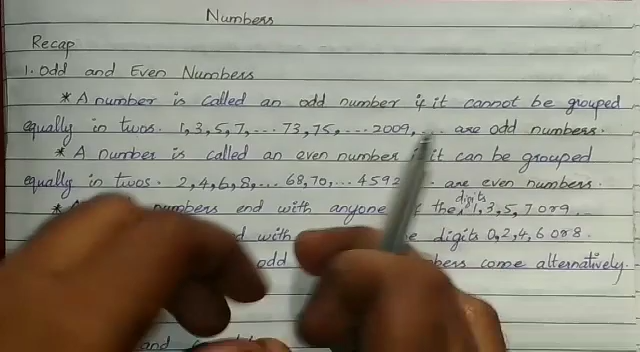 Numbers
Recap
1. Odd and Even Numbers
* A number is called an odd number if it cannot be grouped
equally in twos. 1, 3, 5, 7, ... 73, 75, ... 2009, ... are odd numbers.
* A number is called an even number if it can be grouped
equally in twos. 2, 4, 6, 8, ... 68, 70, ... 4592 .. are even numbers.
* numbers end with anyone of the digits 1, 3, 5, 7 or 9.
with digits 0, 2, 4, 6 or 8.
odd come alternatively.
and